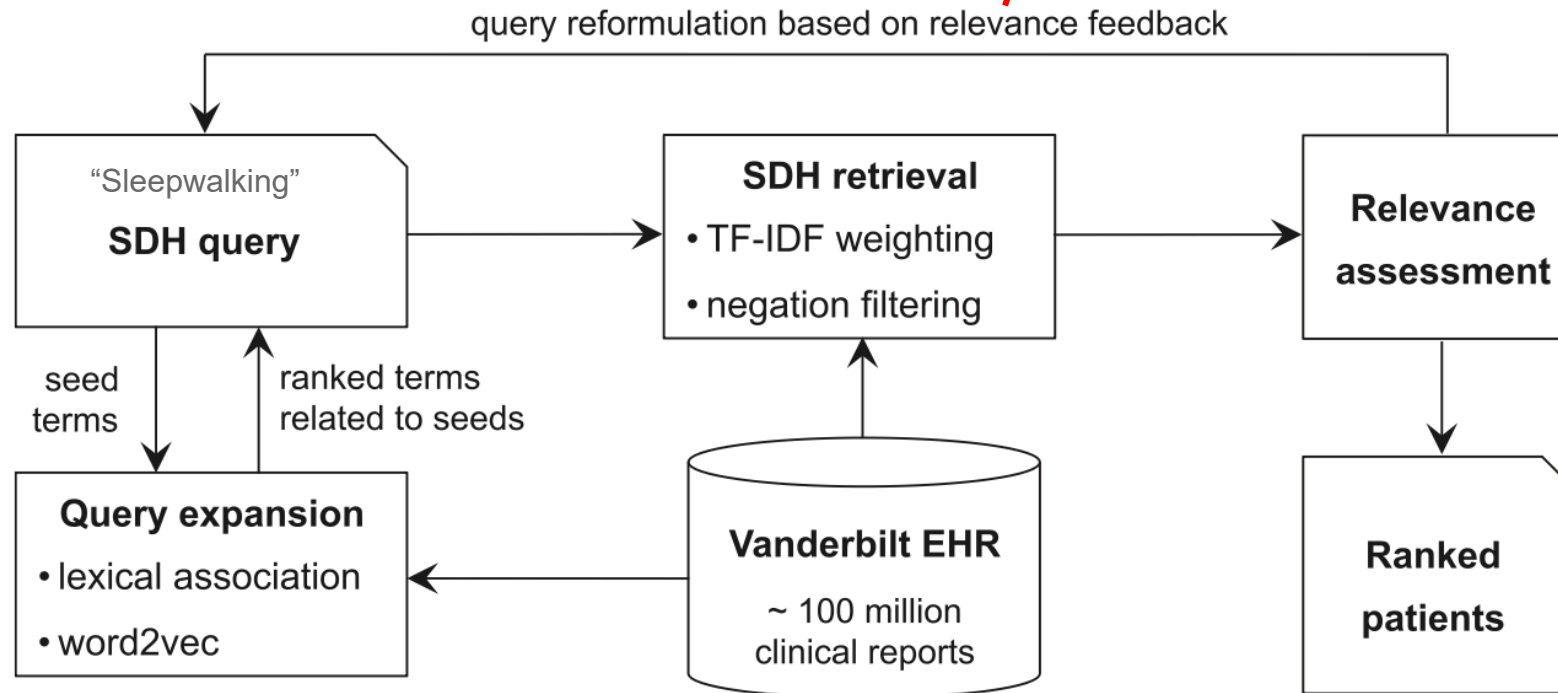 query reformulation based on relevance feedback
“Sleepwalking”
SDH query
SDH retrieval
• TF-IDF weighting
• negation filtering
Relevance
assessment
seed
terms
ranked terms
related to seeds
Query expansion
• lexical association
• word2vec
Vanderbilt EHR
~ 100 million
clinical reports
Ranked
patients